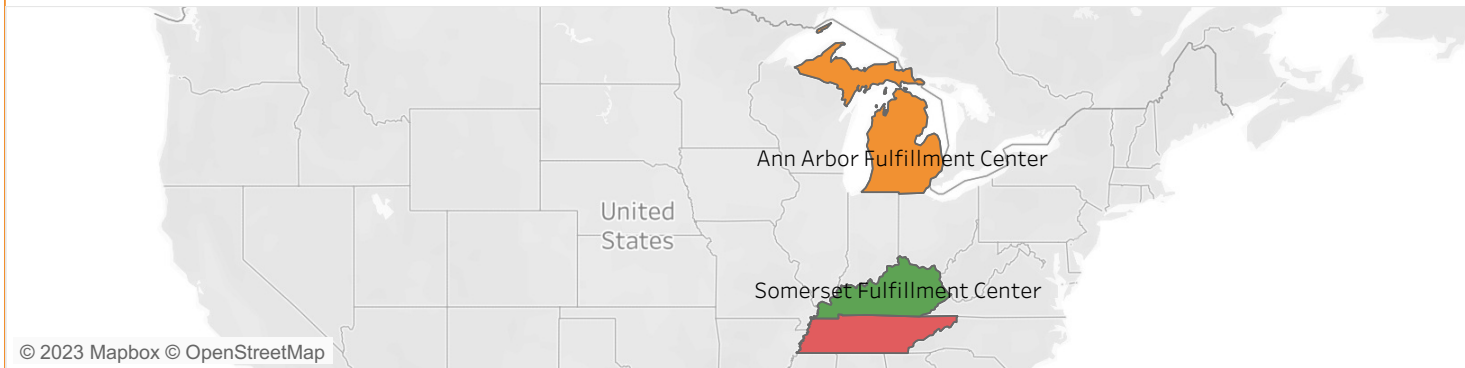 Ann Arbor Fulfillment Center
United
States
Somerset Fulfillment Center
© 2023 Mapbox © OpenStreetMap